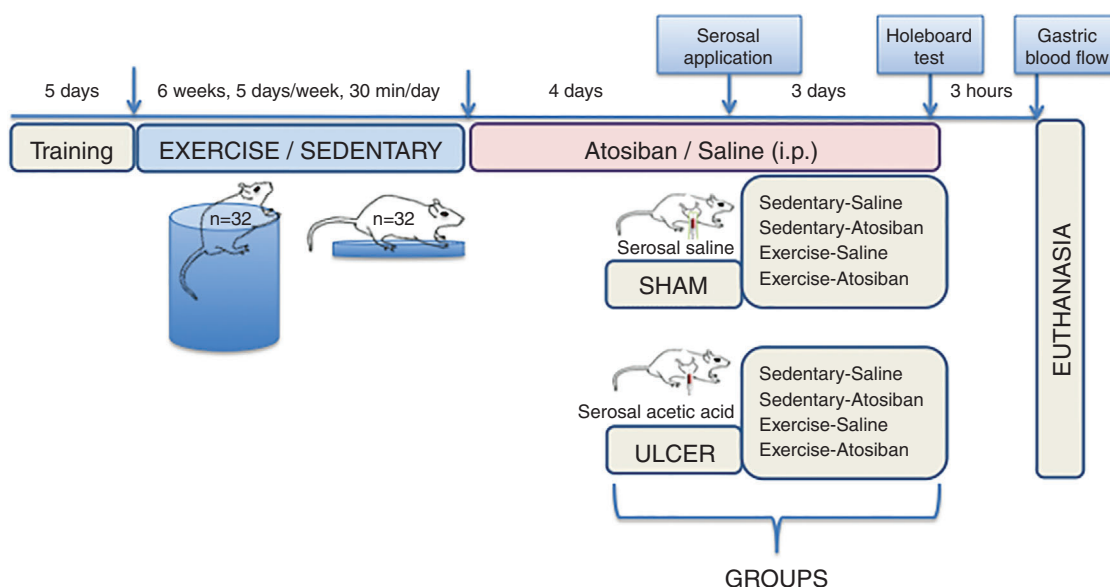 Serosal
application
Holeboard
test
Gastric
blood flow
5 days
6 weeks, 5 days/week, 30 min/day
4 days
3 days
3 hours
Training
EXERCISE / SEDENTARY
Atosiban / Saline (i.p.)
n=32
n=32
Serosal saline
SHAM
Sedentary-Saline
Sedentary-Atosiban
Exercise-Saline
Exercise-Atosiban
Serosal acetic acid
ULCER
Sedentary-Saline
Sedentary-Atosiban
Exercise-Saline
Exercise-Atosiban
EUTHANASIA
GROUPS